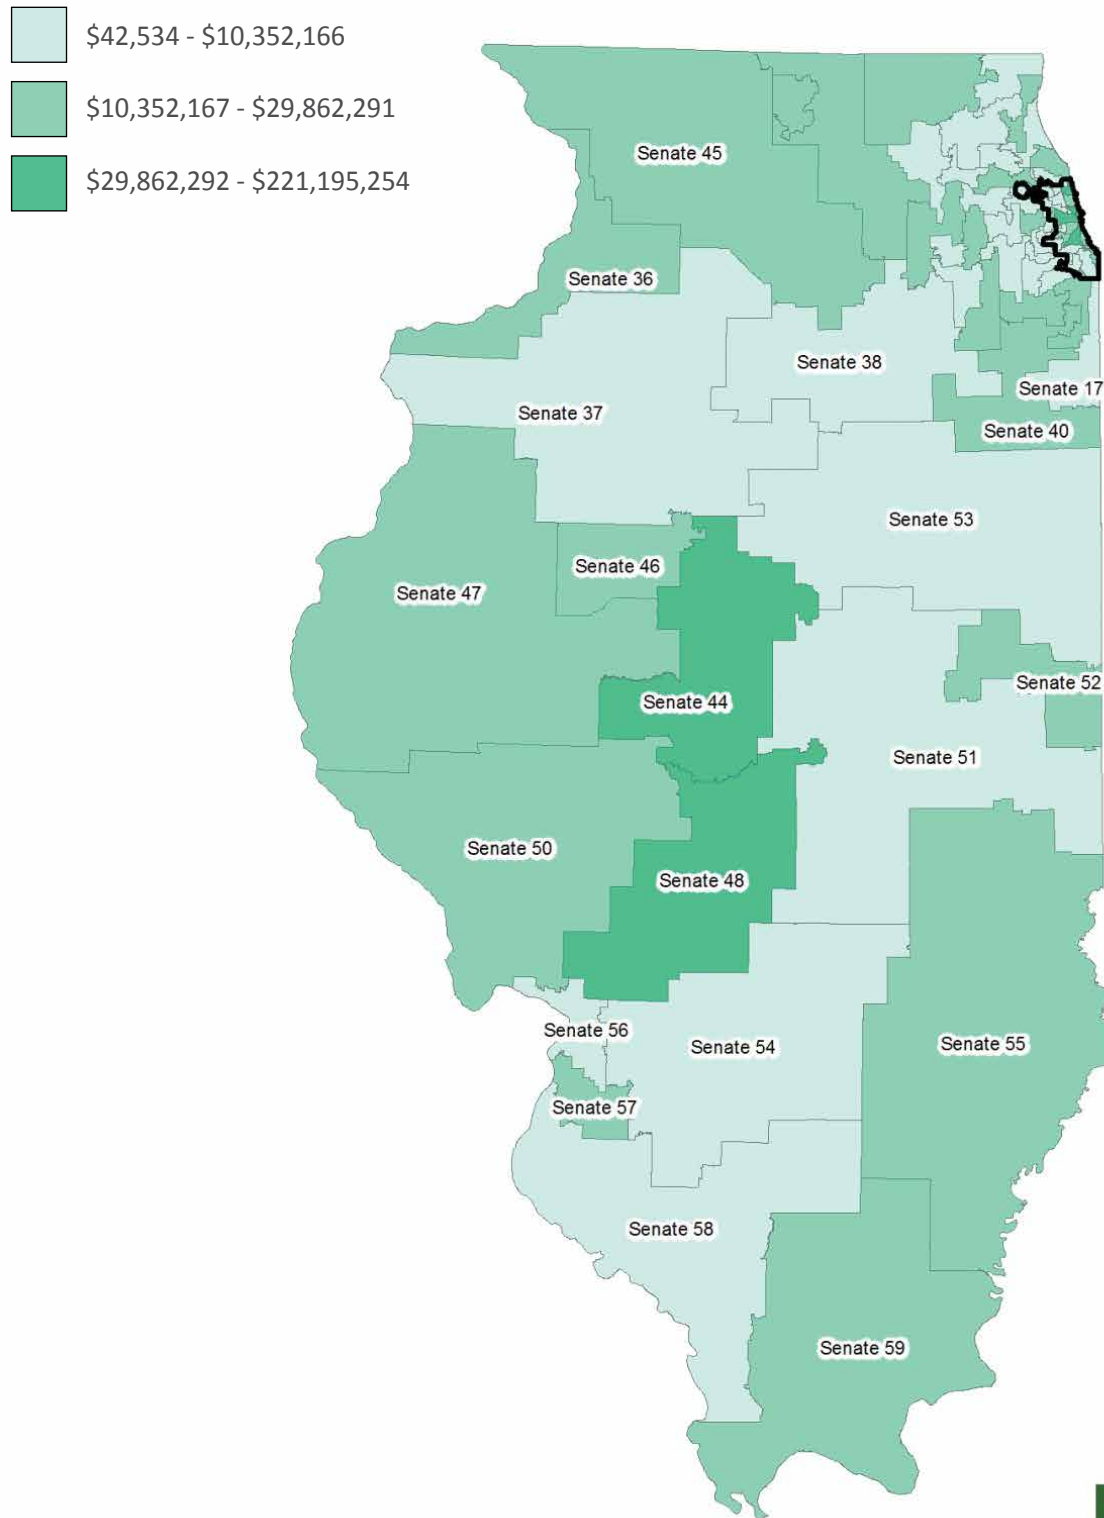 $42,534 - $10,352,166
$10,352,167 - $29,862,291
$29,862,292 - $221,195,254
Senate 45
Senate 36
Senate 38
Senate 17
Senate 37
Senate 40
Senate 53
Senate 46
Senate 47
Senate 52
Senate 44
Senate 51
Senate 50
Senate 48
Senate 56
Senate 54
Senate 55
Senate 57
Senate 58
Senate 59